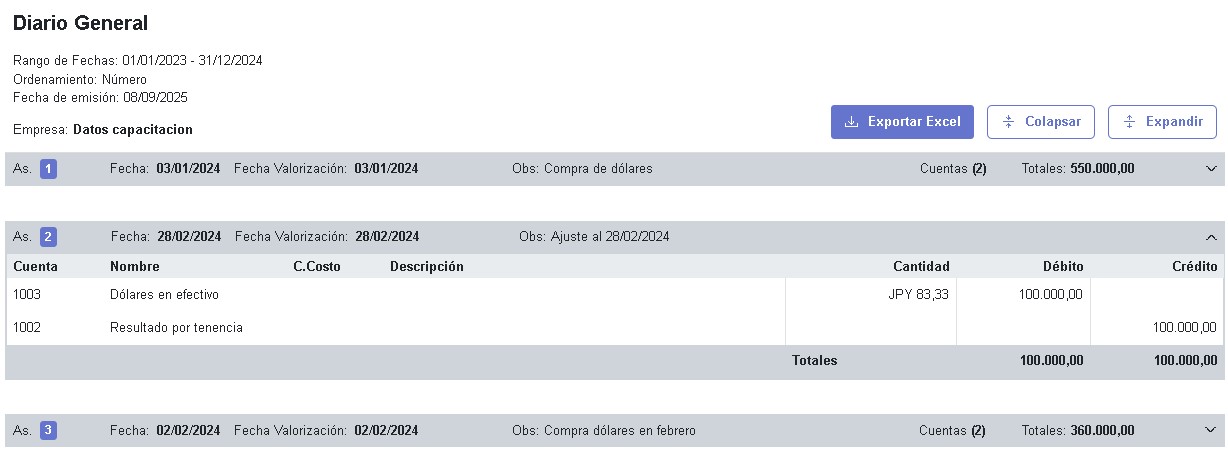 Diario General
Rango de Fechas: 01/01/2023 - 31/12/2024
Ordenamiento: Número
Fecha de emisión: 08/09/2025
Empresa: Datos capacitacion
Exportar Excel Colapsar Expandir
As. 1 Fecha: 03/01/2024 Fecha Valorización: 03/01/2024 Obs: Compra de dólares Cuentas (2) Totales: 550.000,00
As. 2 Fecha: 28/02/2024 Fecha Valorización: 28/02/2024 Obs: Ajuste al 28/02/2024
Cuenta Nombre C.Costo Descripción Cantidad Débito Crédito
1003 Dólares en efectivo JPY 83,33 100.000,00
1002 Resultado por tenencia 100.000,00
Totales 100.000,00 100.000,00
As. 3 Fecha: 02/02/2024 Fecha Valorización: 02/02/2024 Obs: Compra dólares en febrero Cuentas (2) Totales: 360.000,00